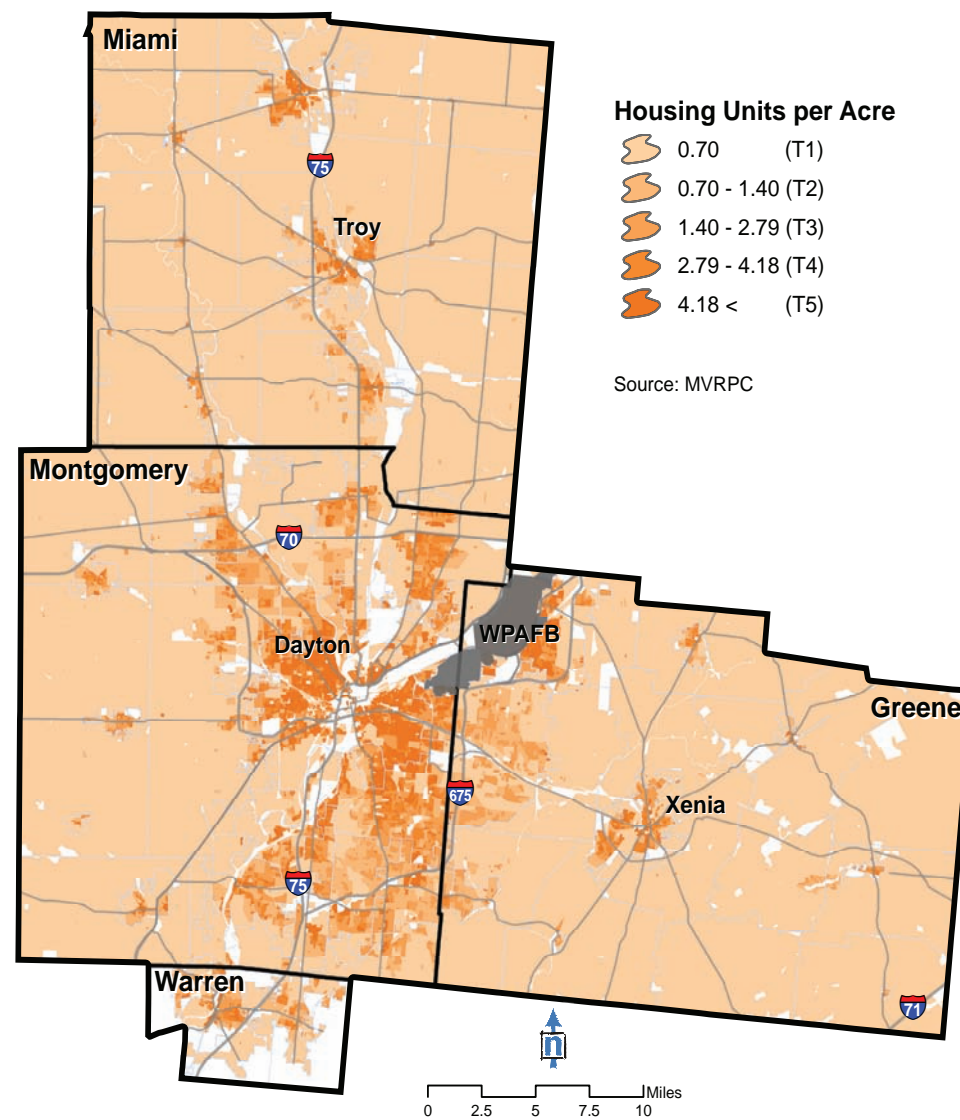 Miami
Housing Units per Acre
0.70 (T1)
75
0.70 - 1.40 (T2)
Troy
1.40 - 2.79 (T3)
2.79 - 4.18 (T4)
4.18 < (T5)
Source: MVRPC
Montgomery
70
WPAFB
Dayton
Greene
675
Xenia
75
Warren
71
n
Miles
0 2.5 5 7.5 10